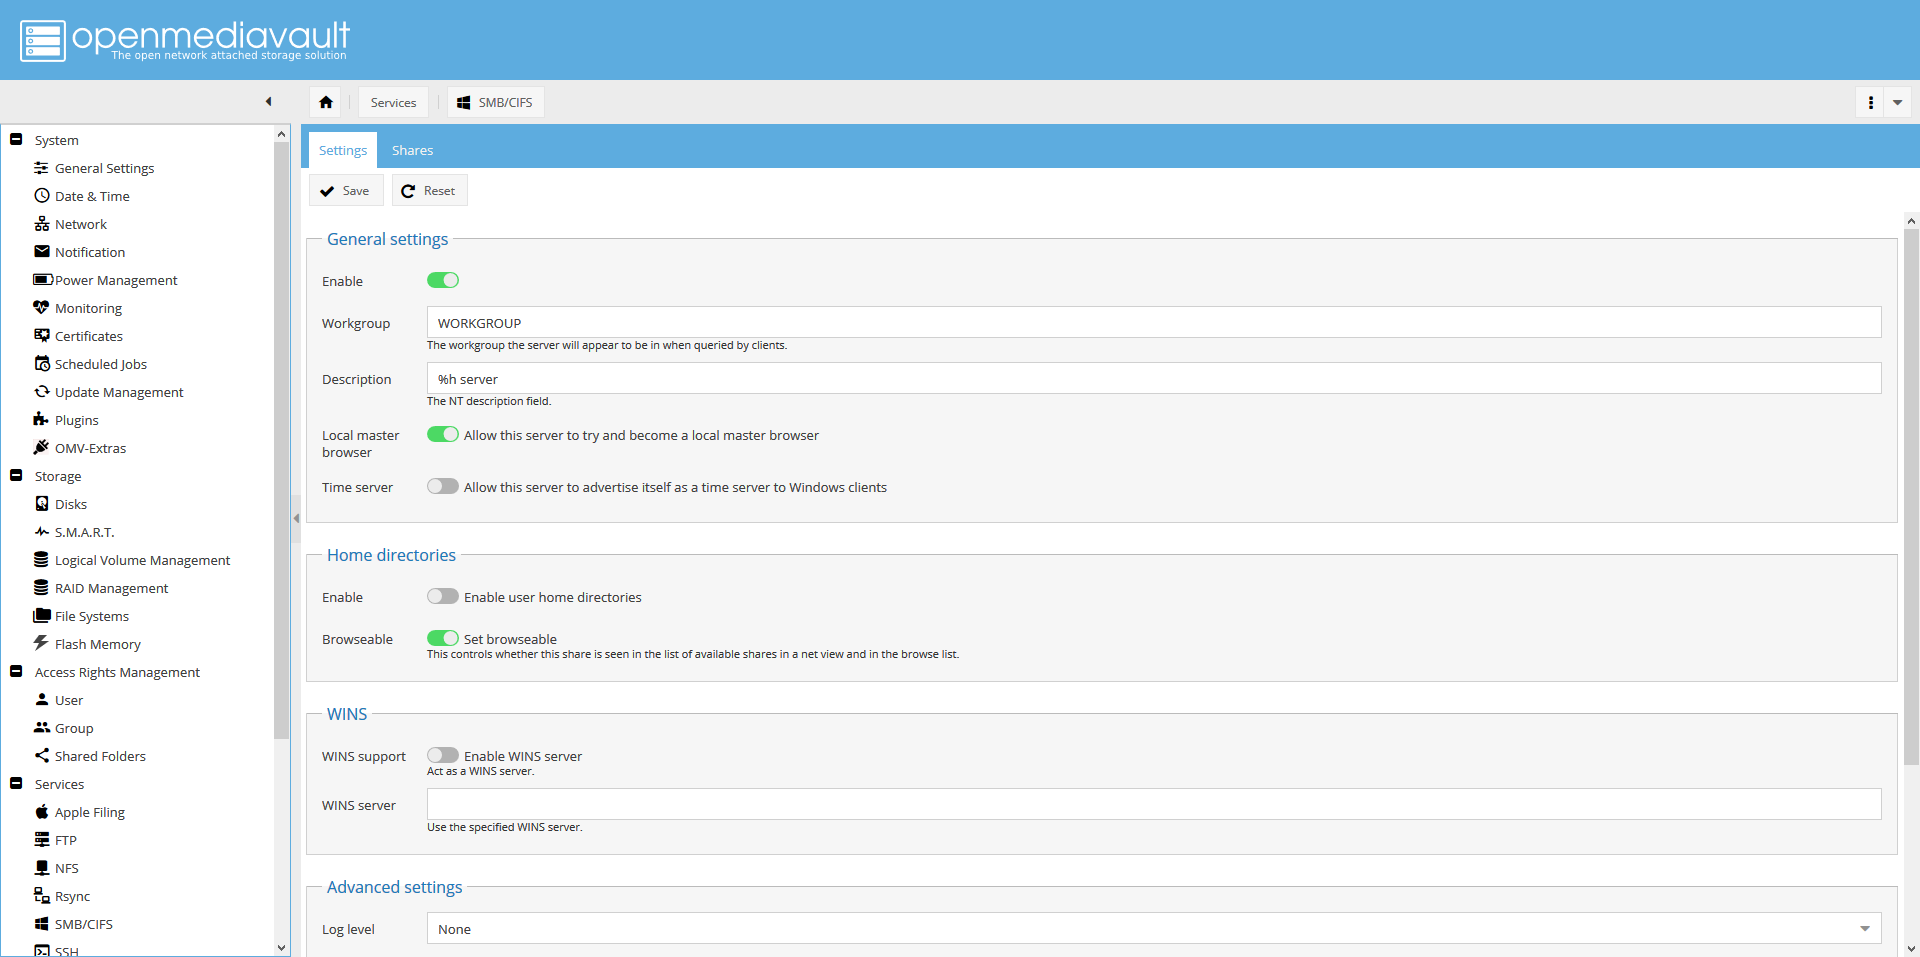 openmediavault
The open network attached storage solution
Services
SMB/CIFS
System
General Settings
Date & Time
Network
Notification
Power Management
Monitoring
Certificates
Scheduled Jobs
Update Management
Plugins
OMV-Extras
Storage
Disks
S.M.A.R.T.
Logical Volume Management
RAID Management
File Systems
Flash Memory
Access Rights Management
User
Group
Shared Folders
Services
Apple Filing
FTP
NFS
Rsync
SMB/CIFS
SSH
Settings
Shares
Save
Reset
General settings
Enable
Workgroup
WORKGROUP
The workgroup the server will appear to be in when queried by clients.
Description
%h server
The NT description field.
Local master
browser
Allow this server to try and become a local master browser
Time server
Allow this server to advertise itself as a time server to Windows clients
Home directories
Enable
Enable user home directories
Browseable
Set browseable
This controls whether this share is seen in the list of available shares in a net view and in the browse list.
WINS
WINS support
Enable WINS server
Act as a WINS server.
WINS server
Use the specified WINS server.
Advanced settings
Log level
None